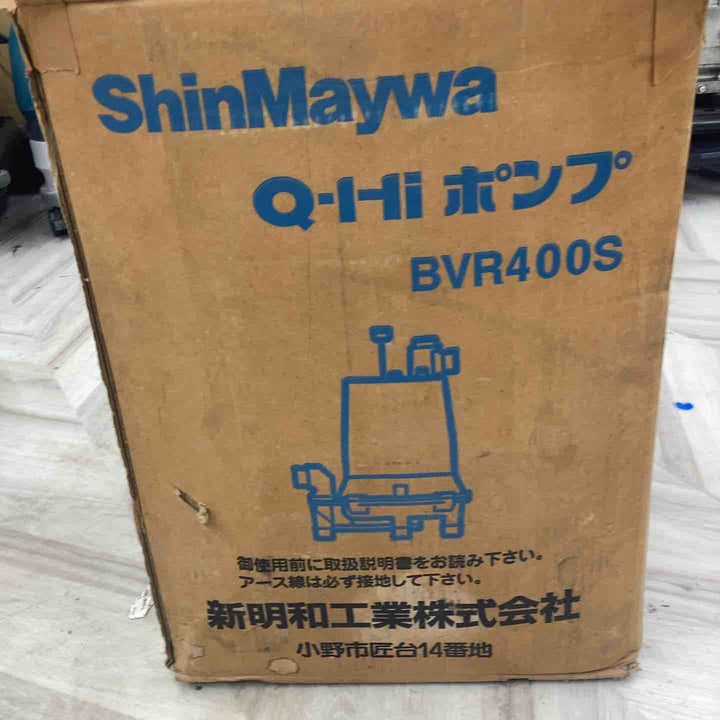 ShinMaywa
Q-Hi ポンプ
BVR400S
御使用前に取扱説明書をお読み下さい。
アース線は必ず接地して下さい。
新明和工業株式会社
小野市匠台14番地